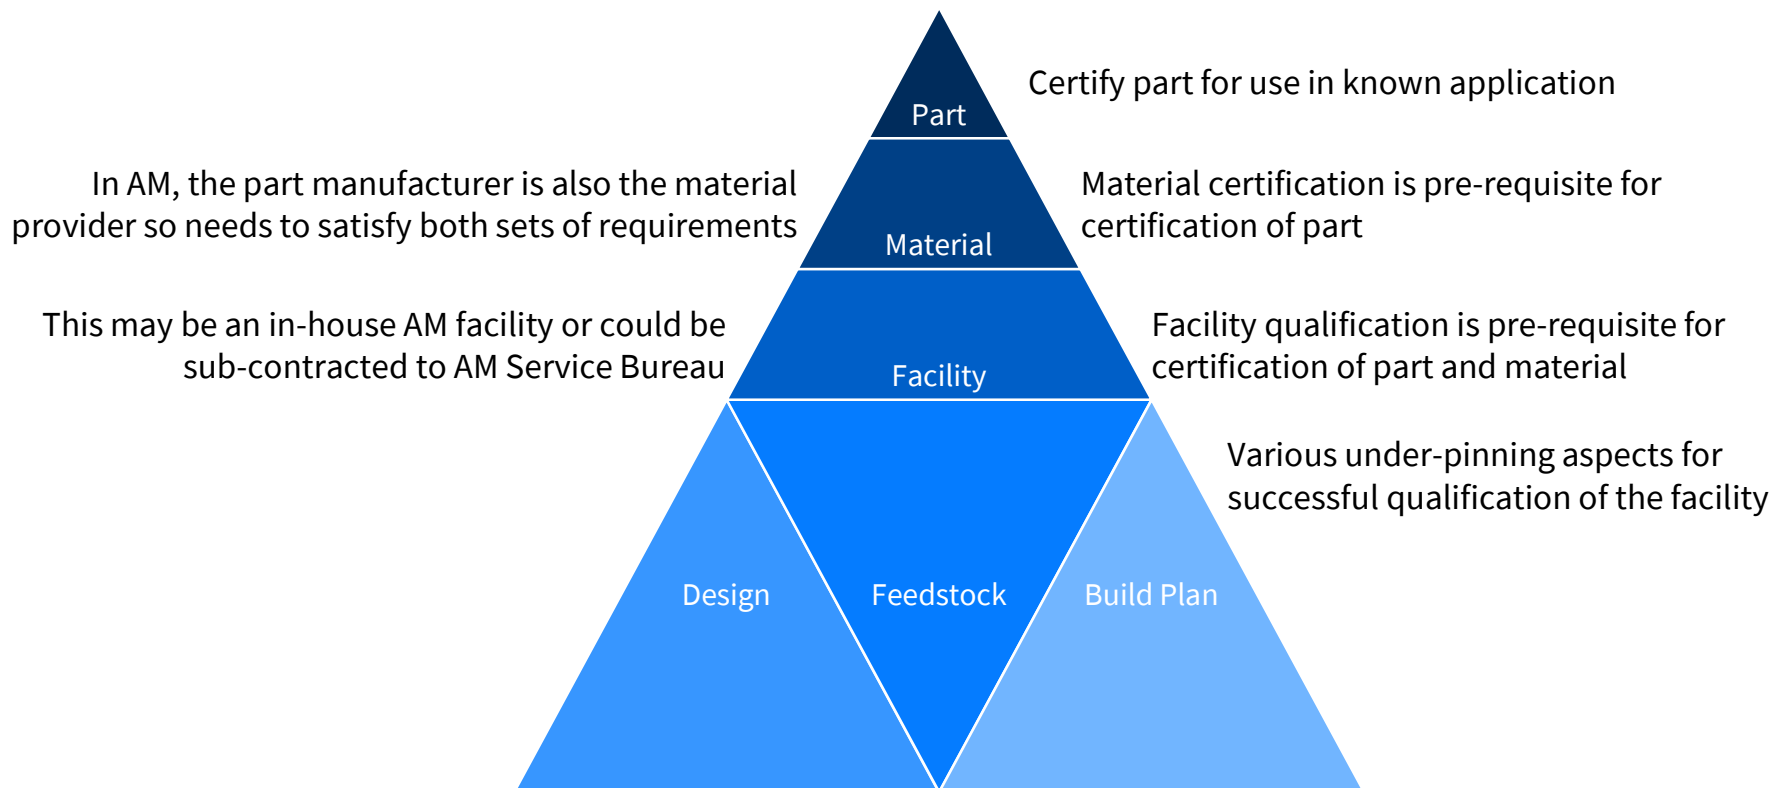 Certify part for use in known application
Part
In AM, the part manufacturer is also the material
provider so needs to satisfy both sets of requirements
Material certification is pre-requisite for
certification of part
Material
This may be an in-house AM facility or could be
sub-contracted to AM Service Bureau
Facility qualification is pre-requisite for
certification of part and material
Facility
Various under-pinning aspects for
successful qualification of the facility
Design
Feedstock
Build Plan